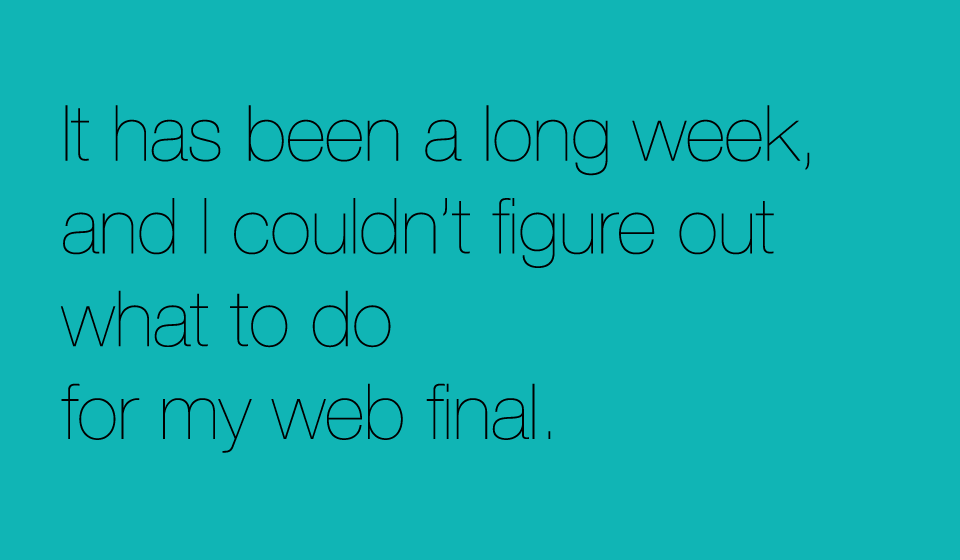 It has been a long week,
and I couldn't figure out
what to do
for my web final.